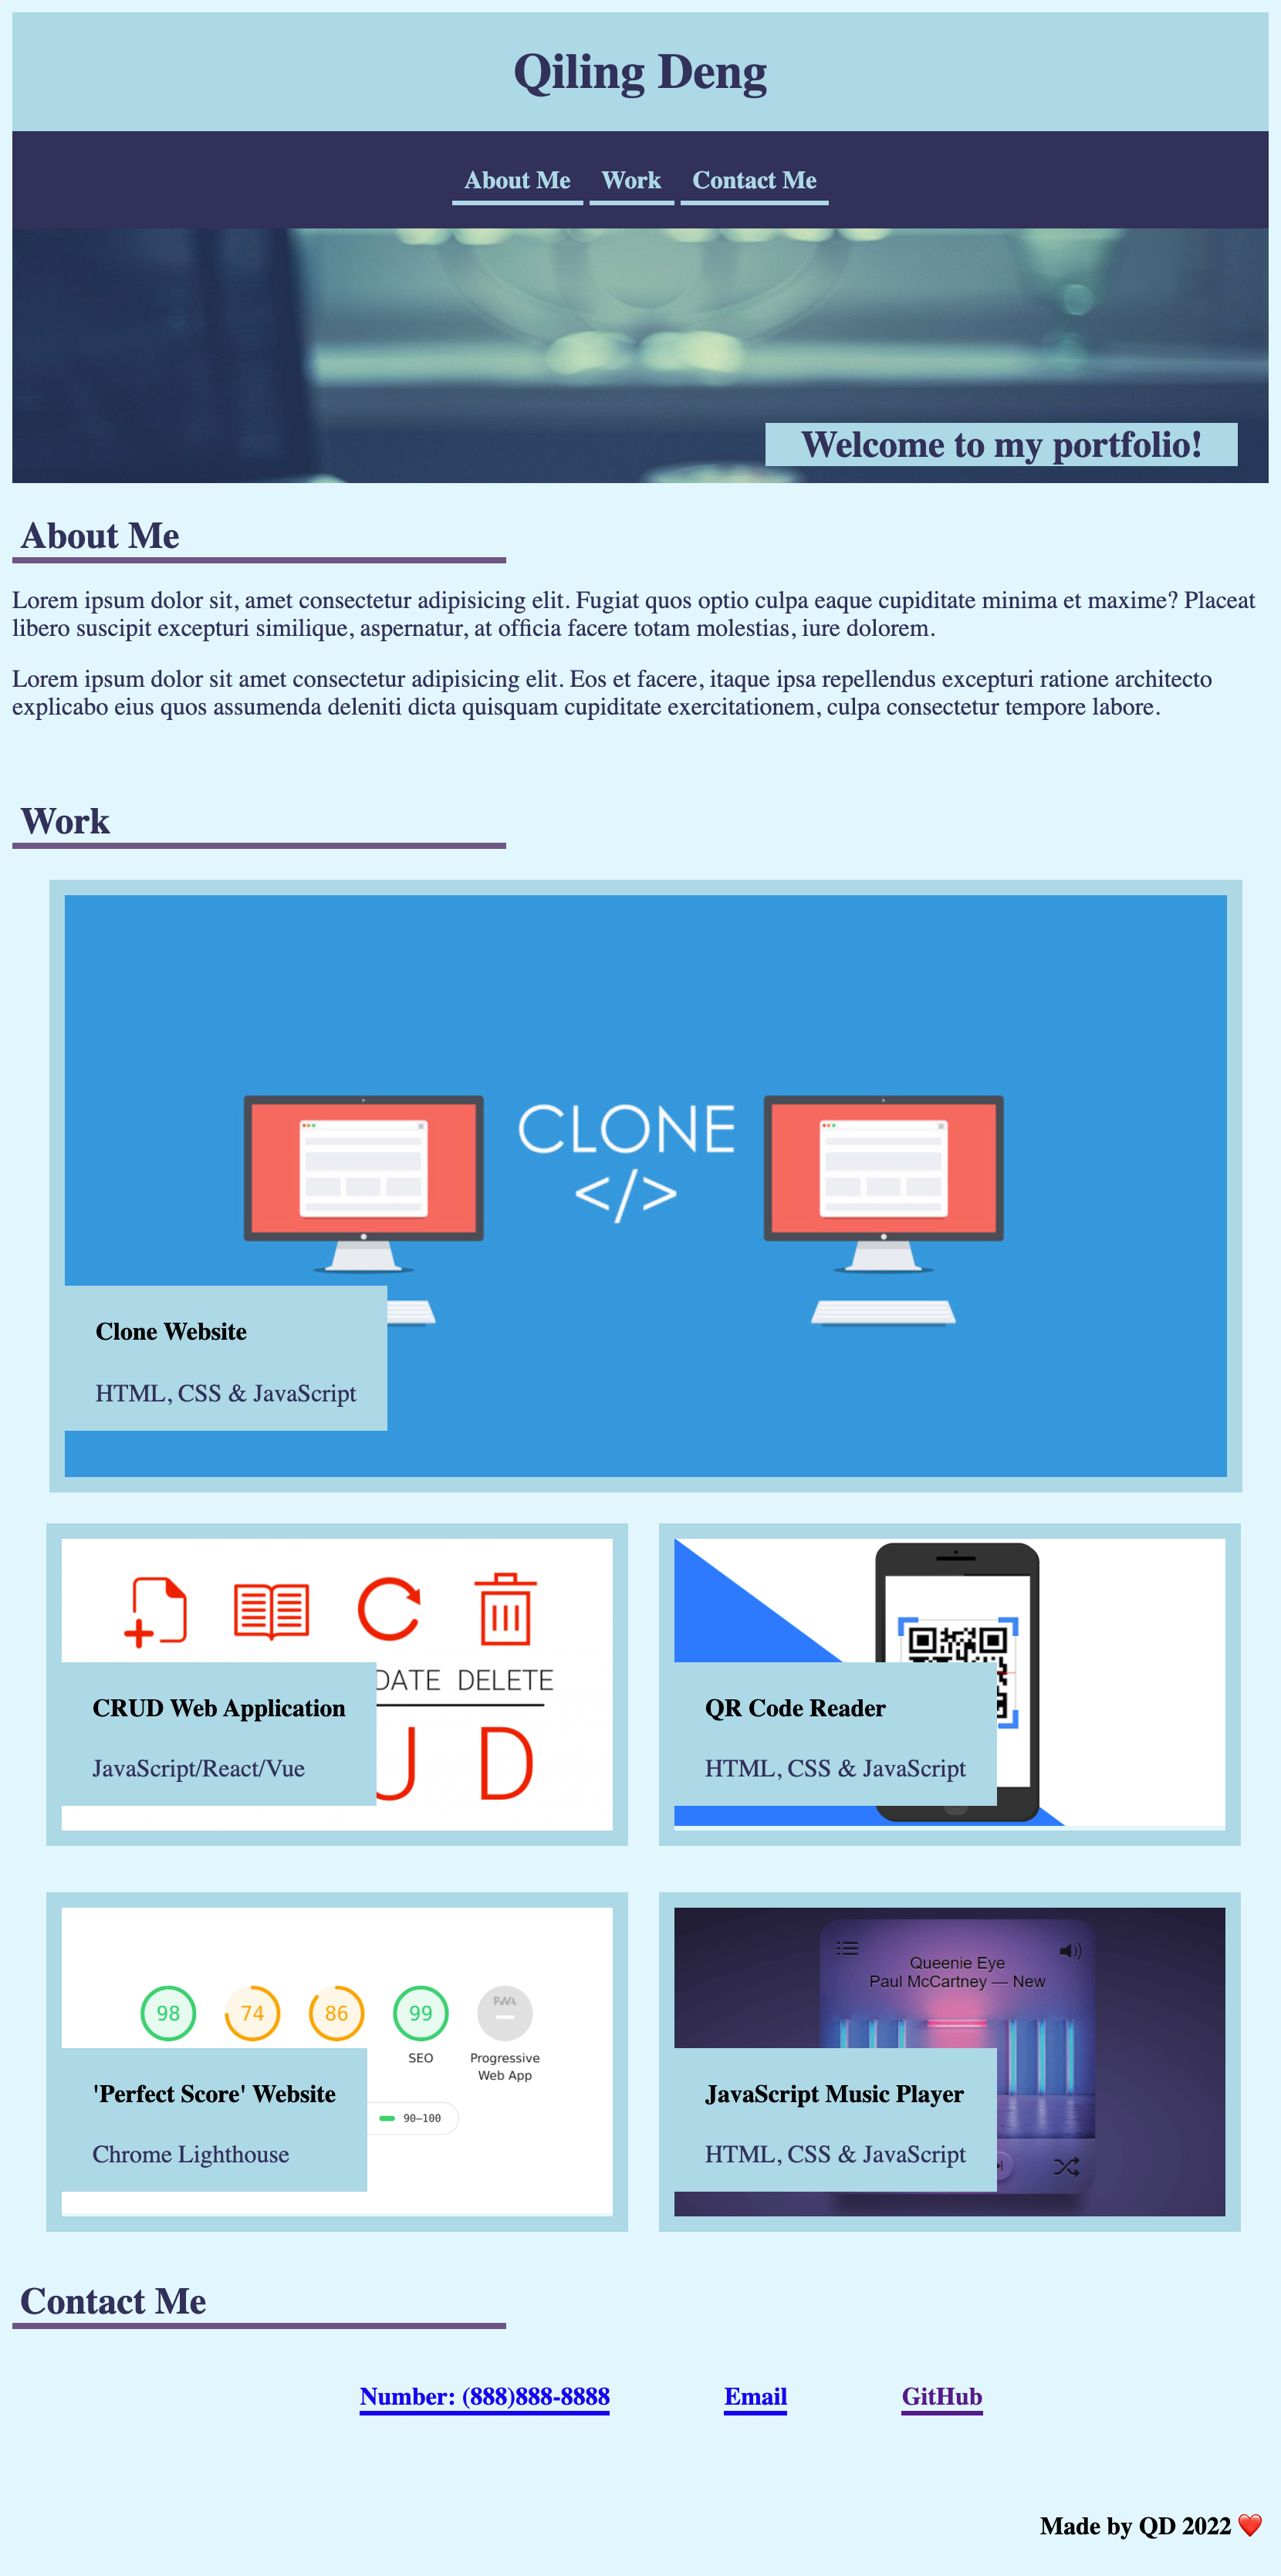 Qiling Deng
About Me Work Contact Me
Welcome to my portfolio!
About Me
Lorem ipsum dolor sit, amet consectetur adipisicing elit. Fugiat quos optio culpa eaque cupiditate minima et maxime? Placeat
libero suscipit excepturi similique, aspernatur, at officia facere totam molestias, iure dolorem.
Lorem ipsum dolor sit amet consectetur adipisicing elit. Eos et facere, itaque ipsa repellendus excepturi ratione architecto
explicabo eius quos assumenda deleniti dicta quisquam cupiditate exercitationem, culpa consectetur tempore labore.
Work
CLONE
</>
Clone Website
HTML, CSS & JavaScript
DATE DELETE
U D
CRUD Web Application
JavaScript/React/Vue
QR Code Reader
HTML, CSS & JavaScript
98 74 86 99 PWA
SEO Progressive
Web App
90–100
'Perfect Score' Website
Chrome Lighthouse
Queenie Eye
Paul McCartney — New
JavaScript Music Player
HTML, CSS & JavaScript
Contact Me
Number: (888)888-8888 Email GitHub
Made by QD 2022 ❤️